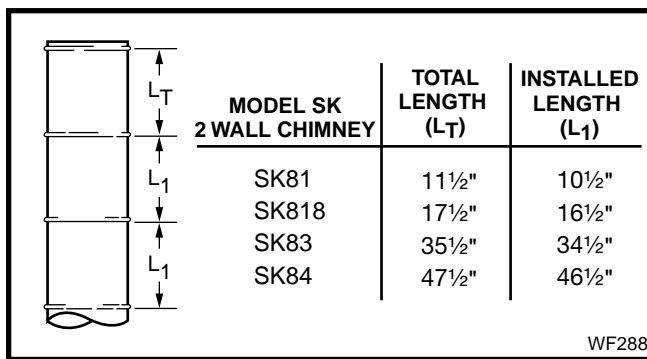 LT
L1
L1
MODEL SK
2 WALL CHIMNEY
TOTAL
LENGTH
(LT)
INSTALLED
LENGTH
(L1)
SK81 11½" 10½"
SK818 17½" 16½"
SK83 35½" 34½"
SK84 47½" 46½"
WF288